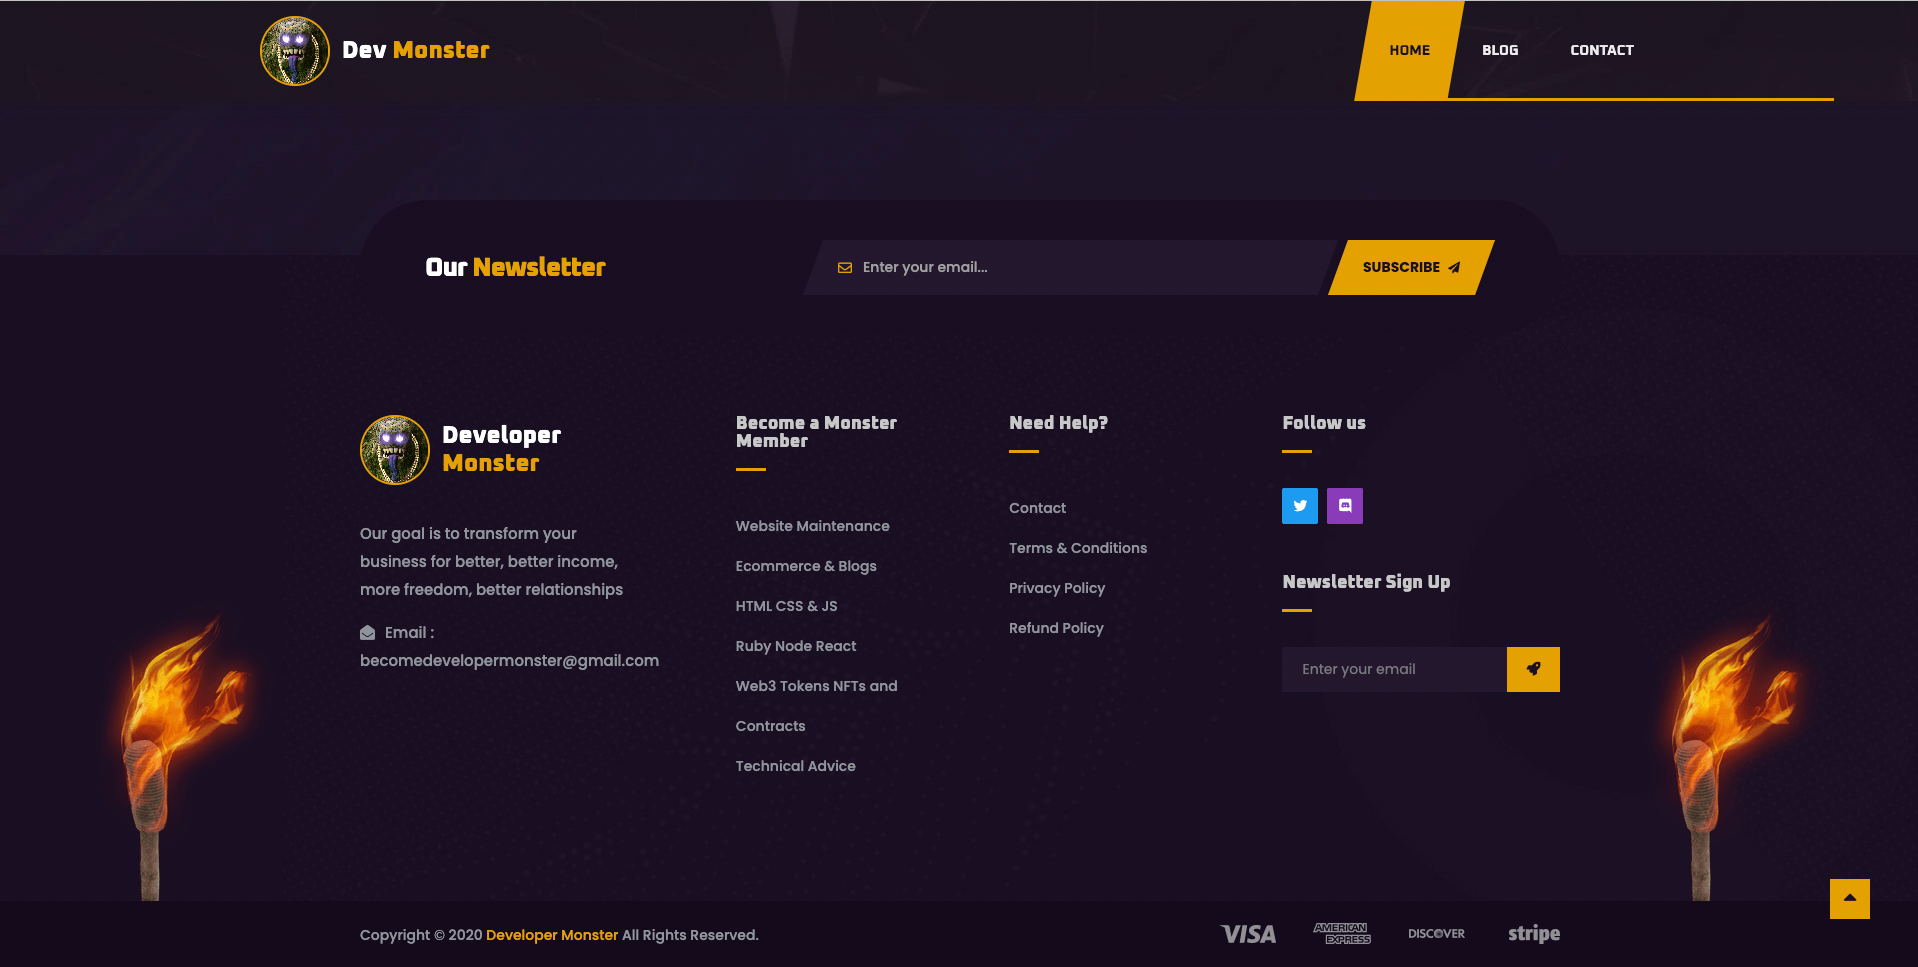 Dev Monster
HOME
BLOG
CONTACT
Our Newsletter
Enter your email...
SUBSCRIBE
Developer
Monster
Our goal is to transform your
business for better, better income,
more freedom, better relationships
Email :
becomedevelopermonster@gmail.com
Become a Monster
Member
Website Maintenance
Ecommerce & Blogs
HTML CSS & JS
Ruby Node React
Web3 Tokens NFTs and
Contracts
Technical Advice
Need Help?
Contact
Terms & Conditions
Privacy Policy
Refund Policy
Follow us
Newsletter Sign Up
Enter your email
Copyright © 2020 Developer Monster All Rights Reserved.
VISA
AMERICAN
EXPRESS
DISCOVER
stripe